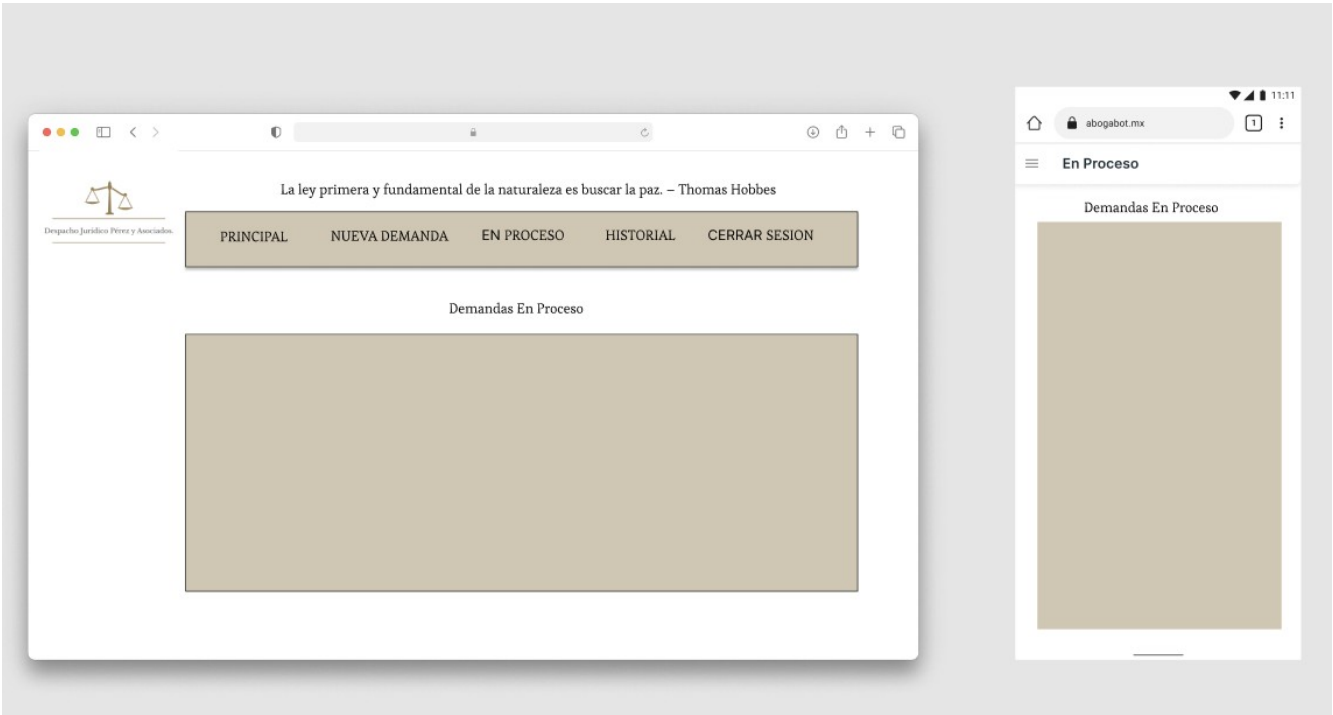 La ley primera y fundamental de la naturaleza es buscar la paz. – Thomas Hobbes
Despacho Jurídico Pérez y Asociados.
PRINCIPAL NUEVA DEMANDA EN PROCESO HISTORIAL CERRAR SESION
Demandas En Proceso
11:11
abogabot.mx 1
En Proceso
Demandas En Proceso